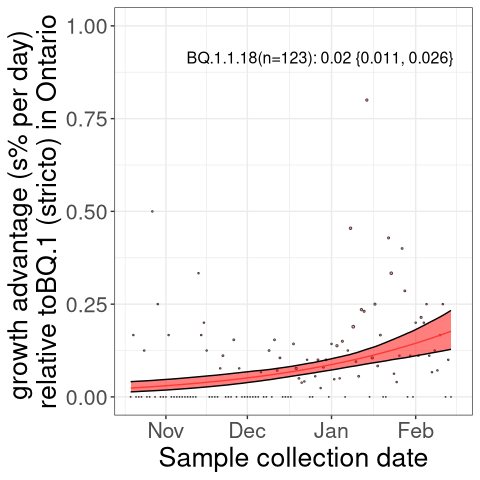 growth advantage (s% per day)
relative toBQ.1 (stricto) in Ontario
1.00
0.75
0.50
0.25
0.00
BQ.1.1.18(n=123): 0.02 {0.011, 0.026}
Nov Dec Jan Feb
Sample collection date